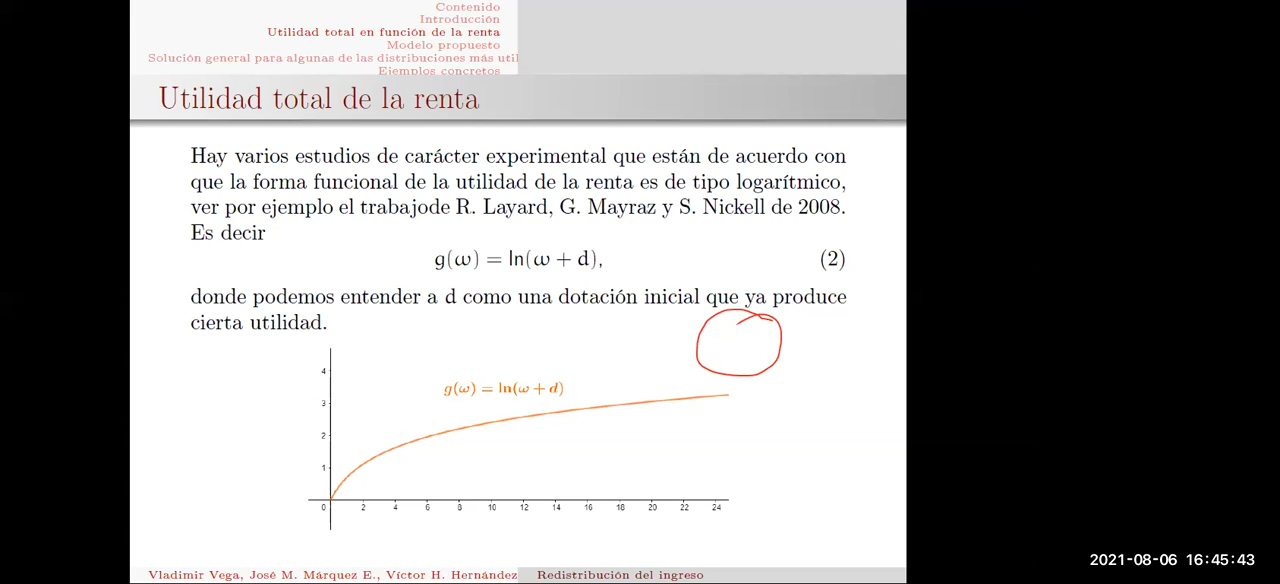 Contenido
Introducción
Utilidad total en función de la renta
Modelo propuesto
Solución general para algunas de las distribuciones más util
Ejemplos concretos
Utilidad total de la renta
Hay varios estudios de carácter experimental que están de acuerdo con
que la forma funcional de la utilidad de la renta es de tipo logarítmico,
ver por ejemplo el trabajode R. Layard, G. Mayraz y S. Nickell de 2008.
Es decir
g(ω) = ln(ω + d), (2)
donde podemos entender a d como una dotación inicial que ya produce
cierta utilidad.
4
g(ω) = ln(ω + d)
3
2
1
0 2 4 6 8 10 12 14 16 18 20 22 24
2021-08-06 16:45:43
Vladimir Vega, José M. Márquez E., Víctor H. Hernández Redistribución del ingreso